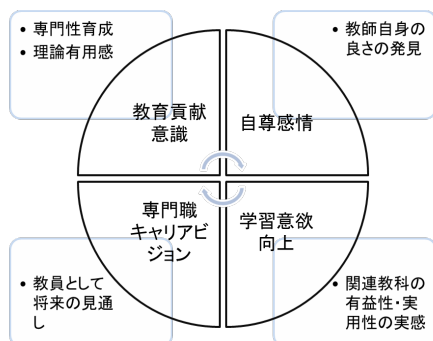 • 専門性育成
• 理論有用感
• 教師自身の
良さの発見
教育貢献
意識
自尊感情
専門職
キャリアビ
ジョン
学習意欲
向上
• 教員として
将来の見通
し
• 関連教科の
有益性・実
用性の実感